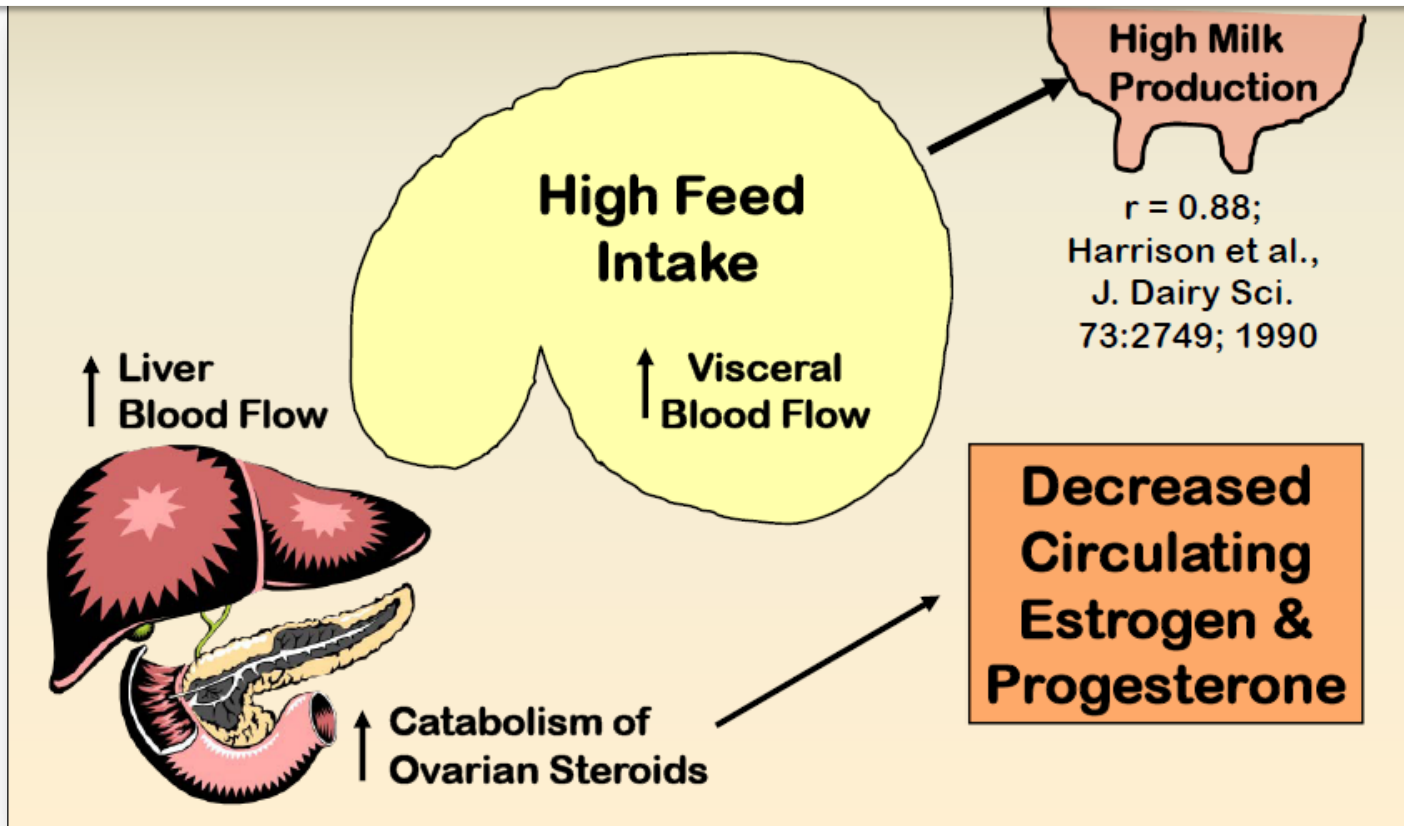 High Milk
Production
r = 0.88;
Harrison et al.,
J. Dairy Sci.
73:2749; 1990
High Feed
Intake
Liver
Blood Flow
Visceral
Blood Flow
Decreased
Circulating
Estrogen &
Progesterone
Catabolism of
Ovarian Steroids